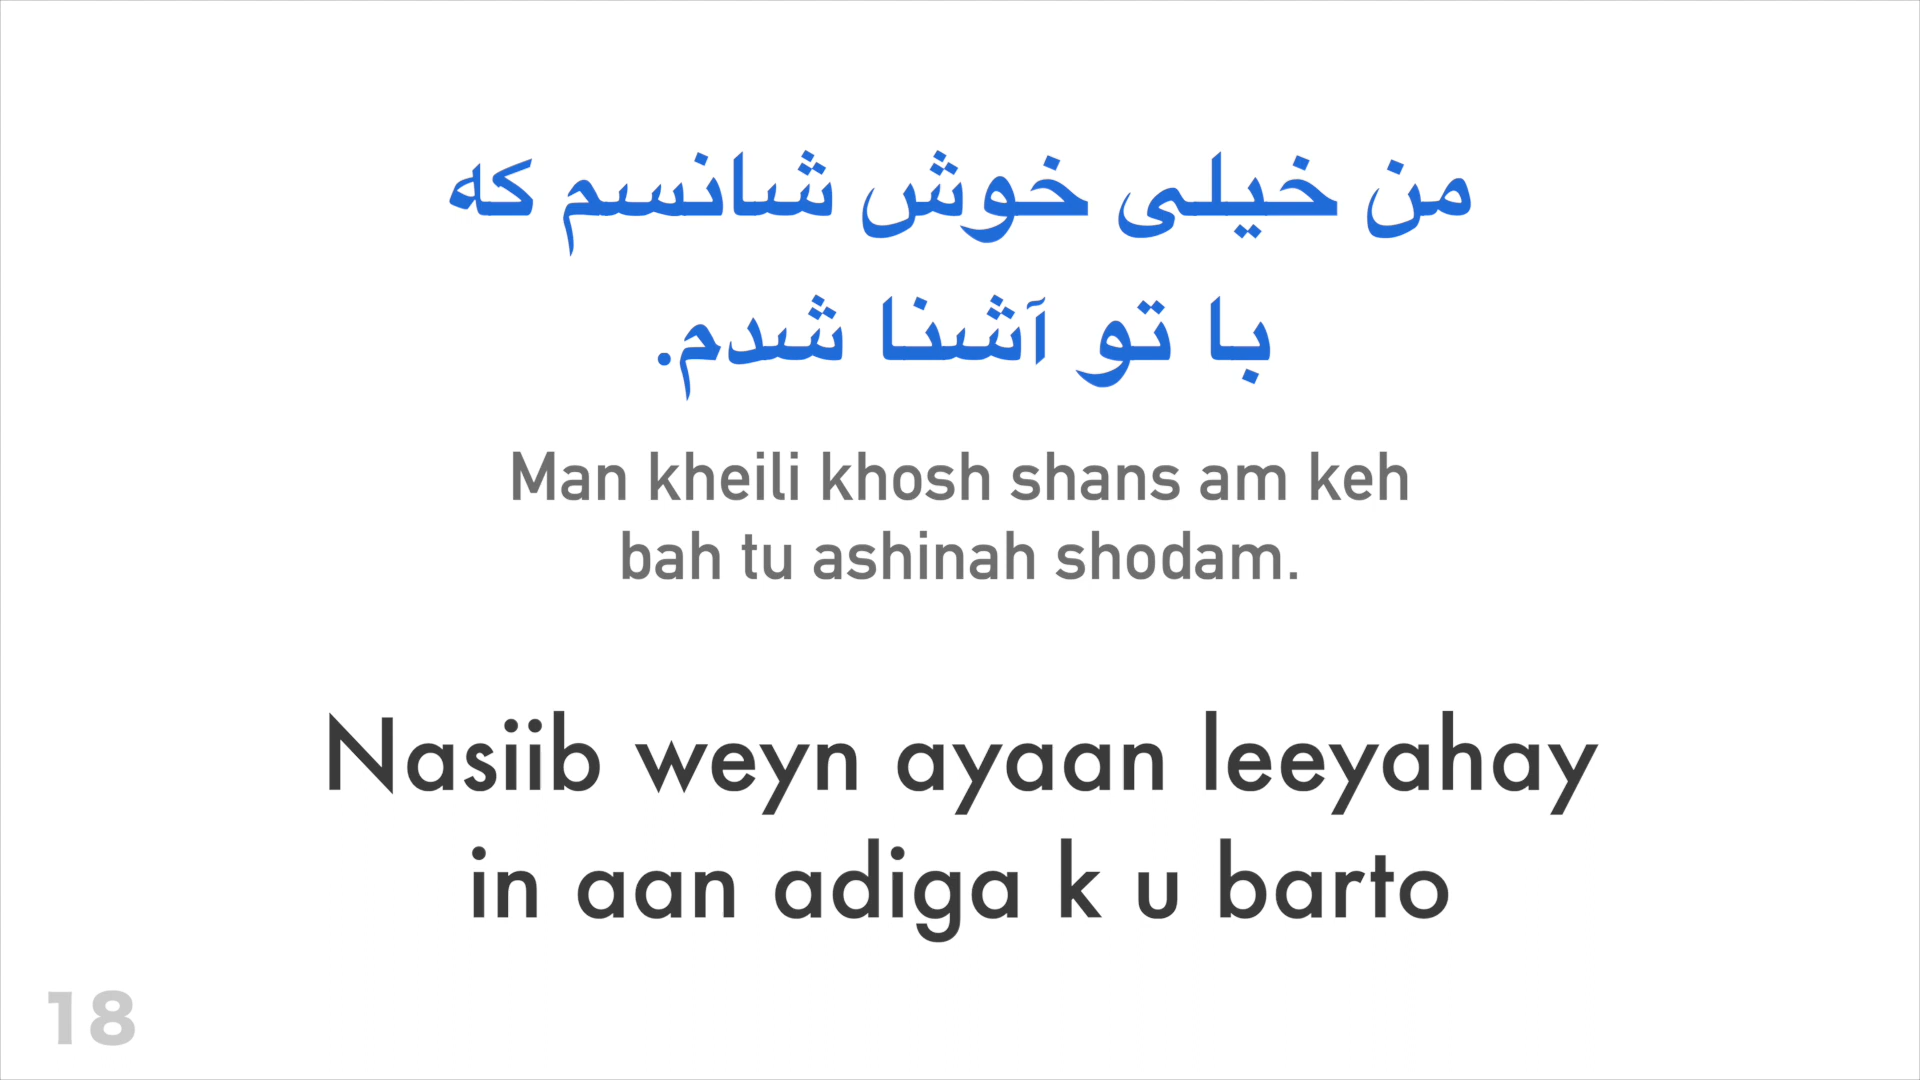 من خیلی خوش شانسم که
با تو آشنا شدم.
Man kheili khosh shans am keh
bah tu ashinah shodam.
Nasiib weyn ayaan leeyahay
in aan adiga k u barto
18